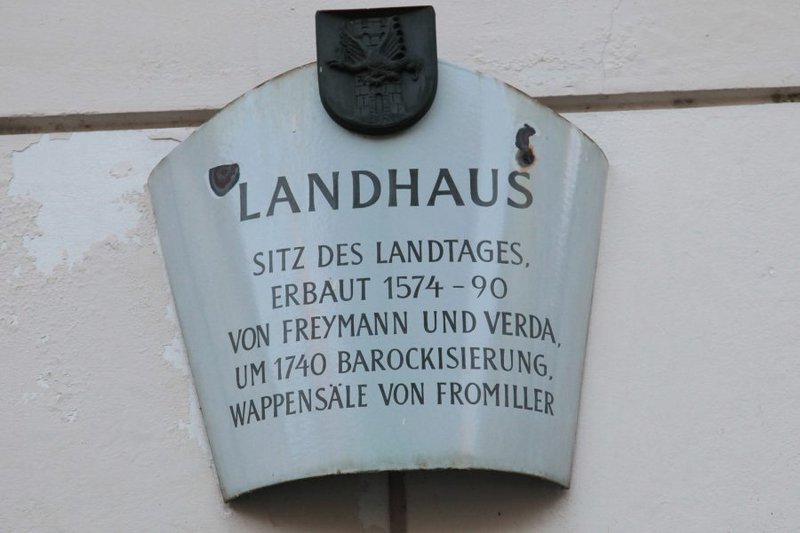 LANDHAUS
SITZ DES LANDTAGES,
ERBAUT 1574-90
VON FREYMANN UND VERDA,
UM 1740 BAROCKISIERUNG,
WAPPENSÄLE VON FROMILLER